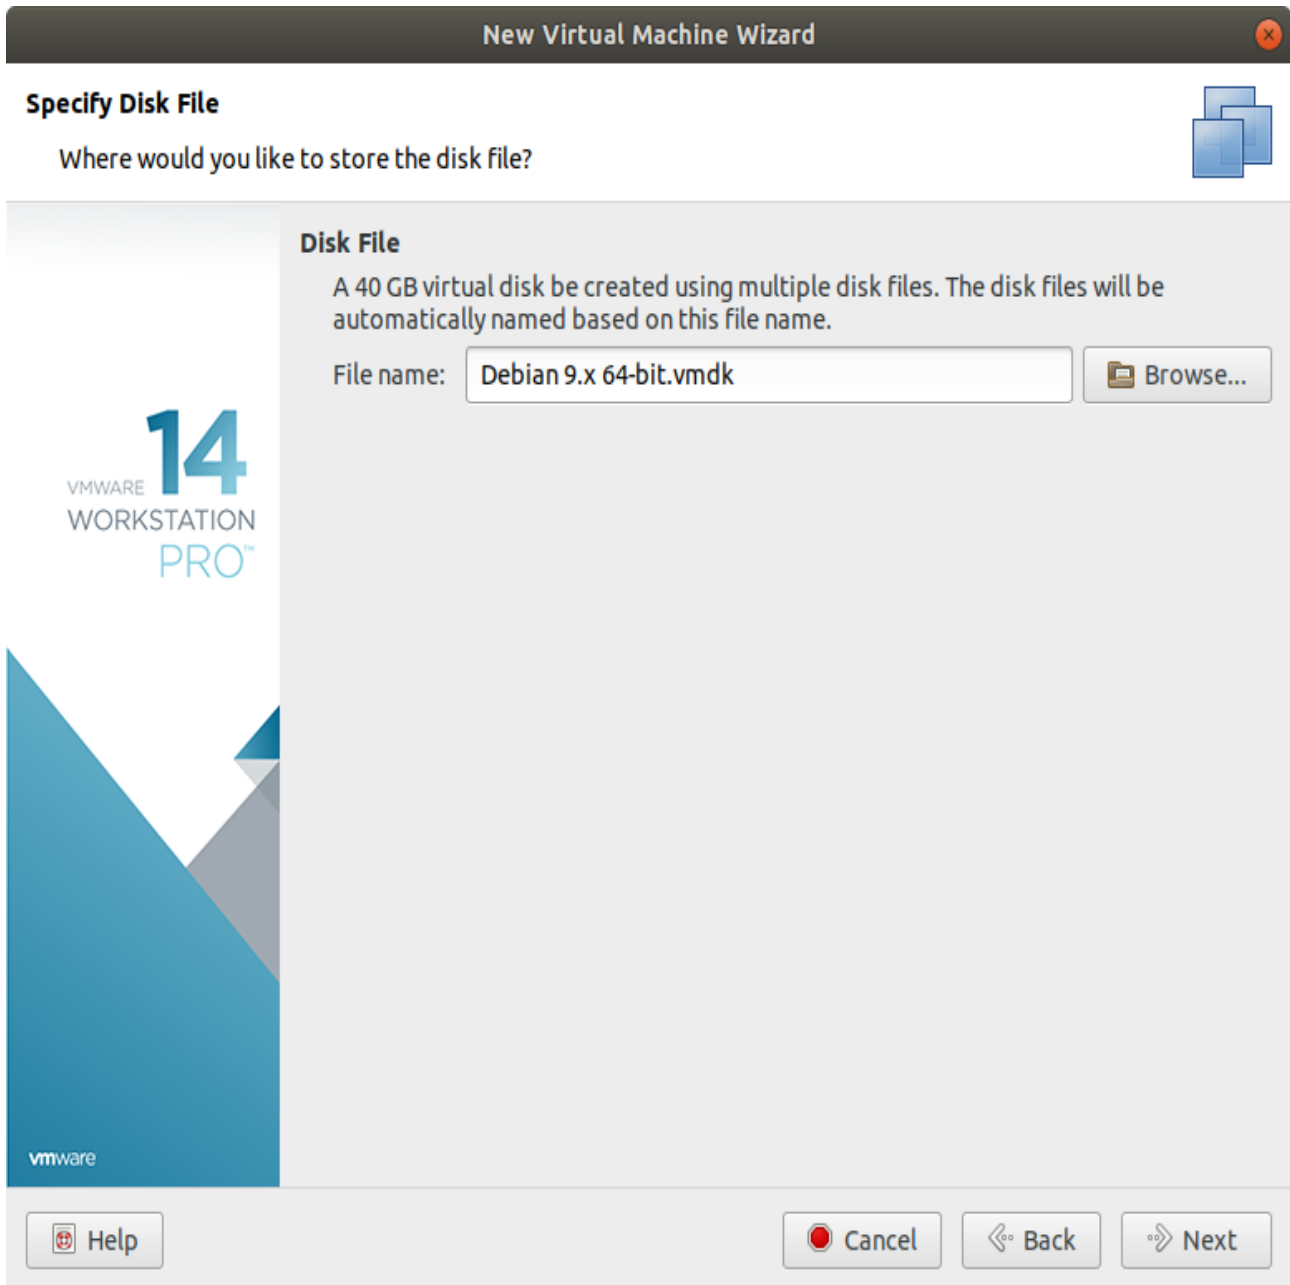 New Virtual Machine Wizard
Specify Disk File
Where would you like to store the disk file?
Disk File
A 40 GB virtual disk be created using multiple disk files. The disk files will be
automatically named based on this file name.
File name: Debian 9.x 64-bit.vmdk Browse...
VMWARE 14
WORKSTATION
PRO™
vmware
Help Cancel Back Next